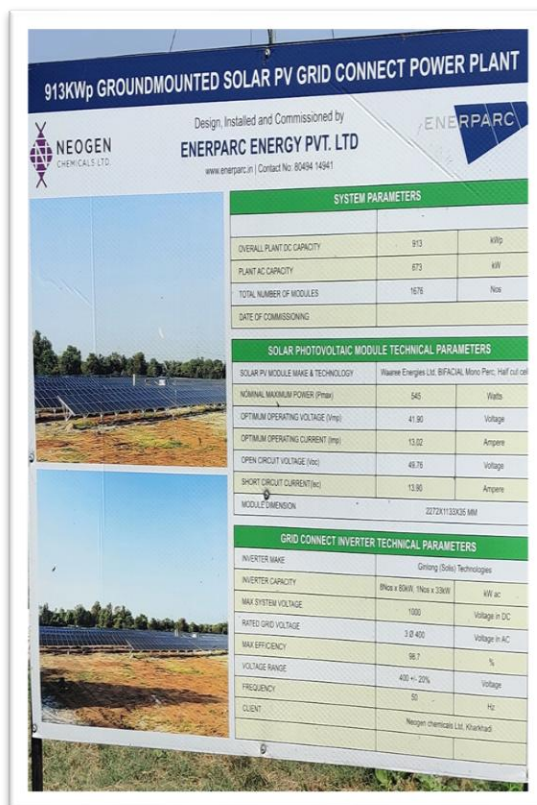 913KWp GROUNDMOUNTED SOLAR PV GRID CONNECT POWER PLANT
NEOGEN
CHEMICALS LTD.
Design, Installed and Commissioned by
ENERPARC ENERGY PVT. LTD
www.enerparc.in | Contact No: 80494 14941
ENERPARC
SYSTEM PARAMETERS
OVERALL PLANT DC CAPACITY 913 kWp
PLANT AC CAPACITY 673 kW
TOTAL NUMBER OF MODULES 1676 Nos
DATE OF COMMISSIONING
SOLAR PHOTOVOLTAIC MODULE TECHNICAL PARAMETERS
SOLAR PV MODULE MAKE & TECHNOLOGY Waaree Energies Ltd, BIFACIAL Mono Perc, Half cut cell
NOMINAL MAXIMUM POWER (Pmax) 545 Watts
OPTIMUM OPERATING VOLTAGE (Vmp) 41.90 Voltage
OPTIMUM OPERATING CURRENT (Imp) 13.02 Ampere
OPEN CIRCUIT VOLTAGE (Voc) 49.76 Voltage
SHORT CIRCUIT CURRENT(Isc) 13.90 Ampere
MODULE DIMENSION 2272X1133X35 MM
GRID CONNECT INVERTER TECHNICAL PARAMETERS
INVERTER MAKE Ginlong (Solis) Technologies
INVERTER CAPACITY 8Nos x 80kW, 1Nos x 33kW kW ac
MAX SYSTEM VOLTAGE 1000 Voltage in DC
RATED GRID VOLTAGE 3 Ø 400 Voltage in AC
MAX EFFICIENCY 98.7 %
VOLTAGE RANGE 400 +/- 20% Voltage
FREQUENCY 50 Hz
CLIENT Neogen chemicals Ltd, Kharkhadi